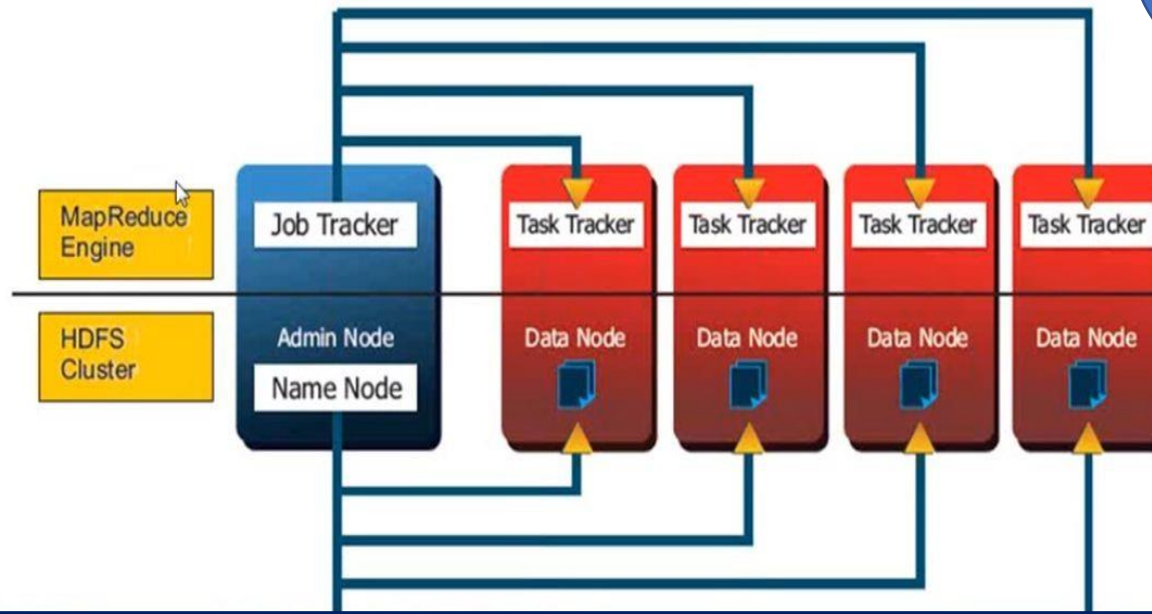 MapReduce
Engine
Job Tracker
Task Tracker
Task Tracker
Task Tracker
Task Tracker
HDFS
Cluster
Admin Node
Name Node
Data Node
Data Node
Data Node
Data Node